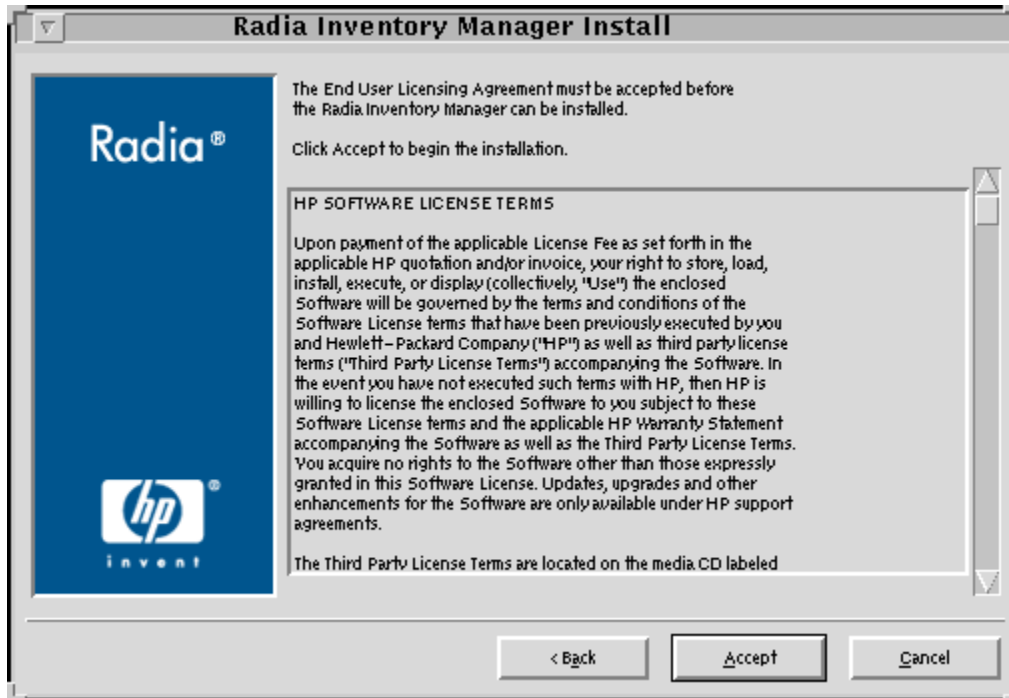 Radia Inventory Manager Install
Radia®
The End User Licensing Agreement must be accepted before
the Radia Inventory Manager can be installed.
Click Accept to begin the installation.
HP SOFTWARE LICENSE TERMS
Upon payment of the applicable License Fee as set forth in the
applicable HP quotation and/or invoice, your right to store, load,
install, execute, or display (collectively, "Use") the enclosed
Software will be governed by the terms and conditions of the
Software License terms that have been previously executed by you
and Hewlett-Packard Company ("HP") as well as third party license
terms ("Third Party License Terms") accompanying the Software. In
the event you have not executed such terms with HP, then HP is
willing to license the enclosed Software to you subject to these
Software License terms and the applicable HP Warranty Statement
accompanying the Software as well as the Third Party License Terms.
You acquire no rights to the Software other than those expressly
granted in this Software License. Updates, upgrades and other
enhancements for the Software are only available under HP support
agreements.
The Third Party License Terms are located on the media CD labeled
hp®
invent
< Back
Accept
Cancel